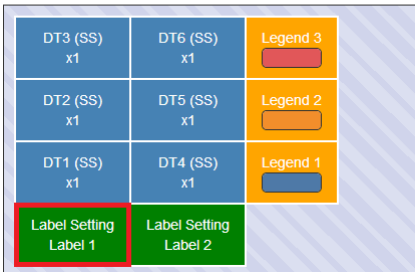 DT3 (SS)
x1
DT6 (SS)
x1
Legend 3
DT2 (SS)
x1
DT5 (SS)
x1
Legend 2
DT1 (SS)
x1
DT4 (SS)
x1
Legend 1
Label Setting
Label 1
Label Setting
Label 2